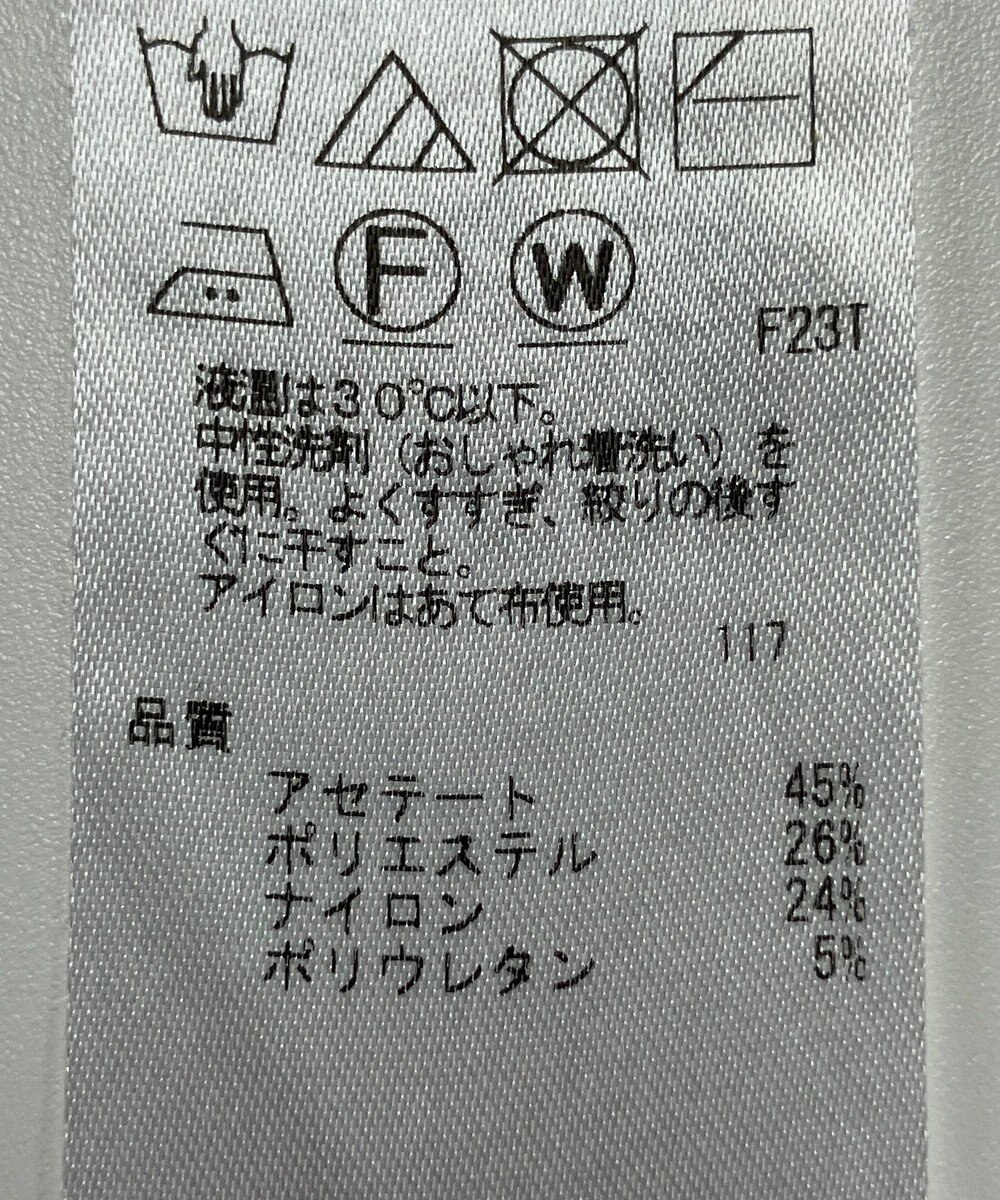 F W
F23T
液温は30℃以下。
中性洗剤（おしゃれ着洗い）を
使用。よくすすぎ、絞りの後す
ぐに干すこと。
アイロンはあて布使用。
117
品質
アセテート 45%
ポリエステル 26%
ナイロン 24%
ポリウレタン 5%